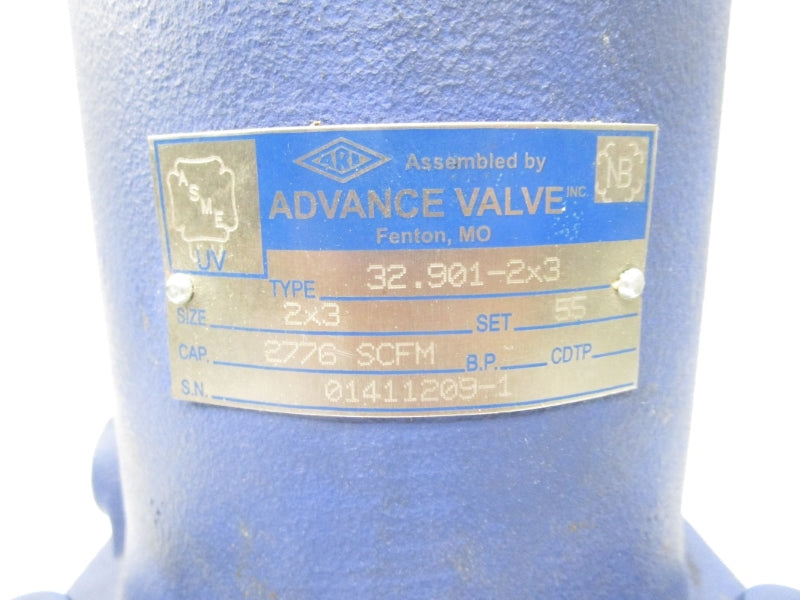 ASME
UV
ARI
Assembled by
NB
ADVANCE VALVE INC
Fenton, MO
TYPE 32.901-2x3
SIZE 2x3 SET 55
CAP. 2776 SCFM B.P. CDTP
S.N. 01411209-1